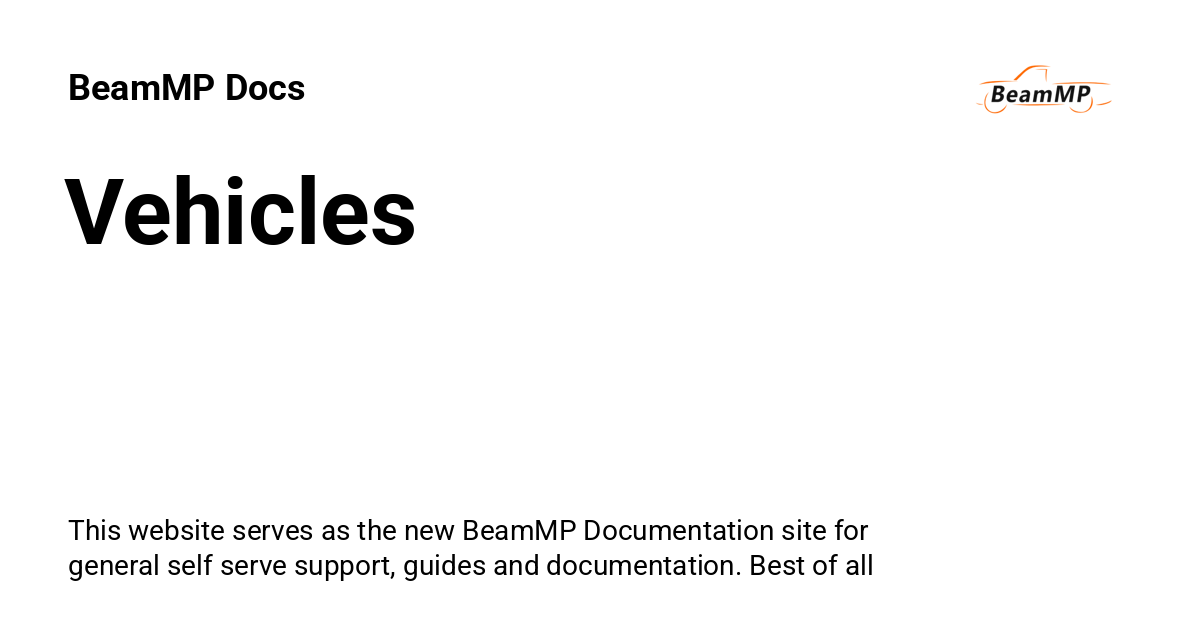 BeamMP Docs
BeamMP
Vehicles
This website serves as the new BeamMP Documentation site for
general self serve support, guides and documentation. Best of all